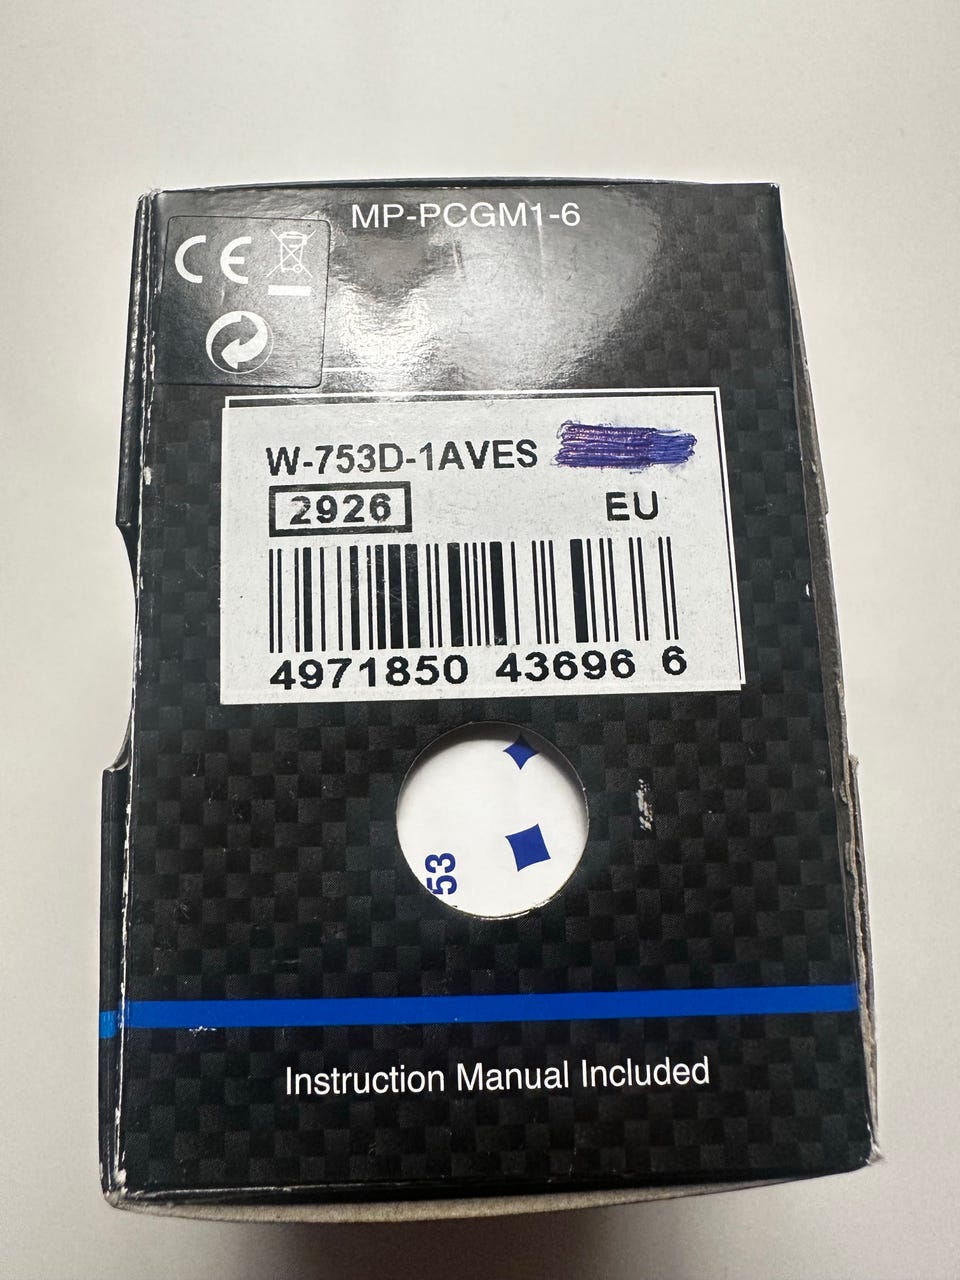 MP-PCGM1-6
CE
W-753D-1AVES
2926
EU
4971850 43696 6
53
Instruction Manual Included